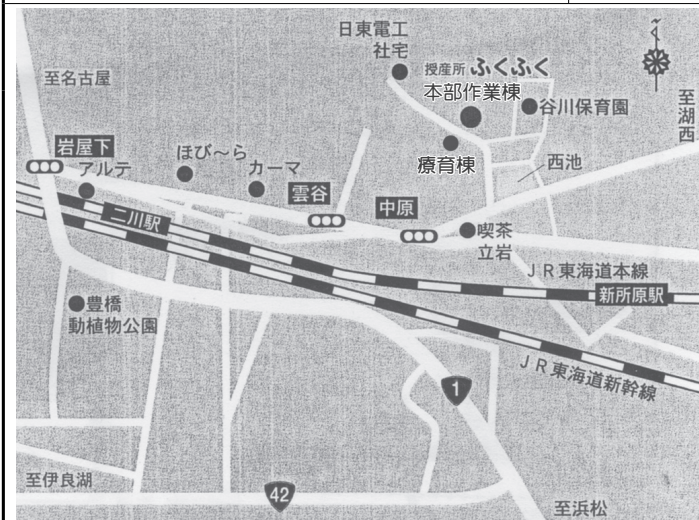 日東電工
社宅
授産所 ふくふく
本部作業棟
谷川保育園
至名古屋
至湖西
岩屋下
アルテ
ほび〜ら
カーマ
雲谷
中原
療育棟
西池
喫茶
立岩
二川駅
JR東海道本線
新所原駅
豊橋
動植物公園
JR東海道新幹線
1
至伊良湖
42
至浜松